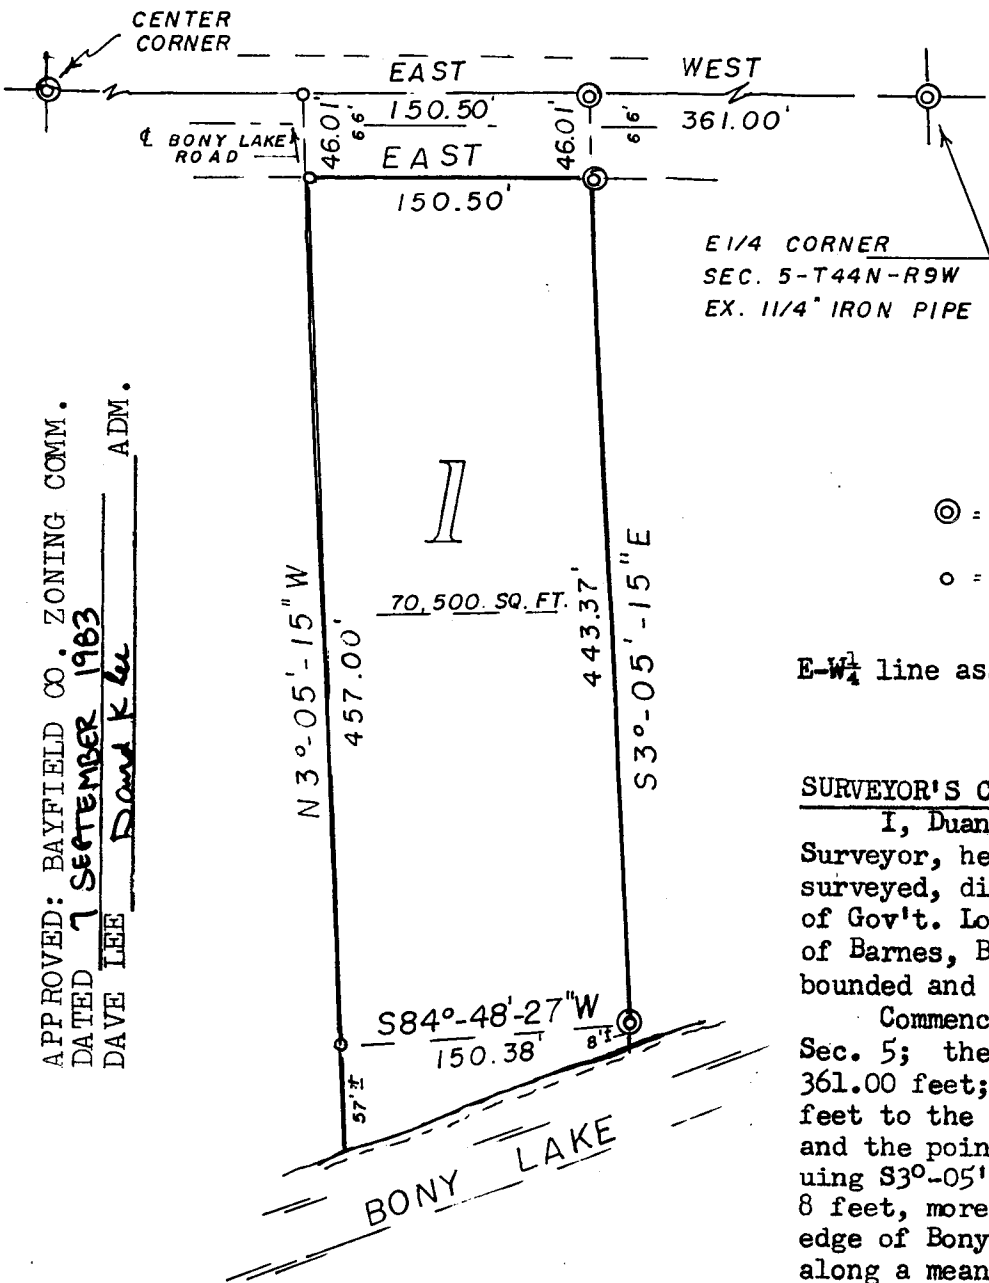 CENTER
CORNER
EAST
WEST
150.50'
361.00'
46.01'
66'
46.01'
66'
℄ BONY LAKE
ROAD
EAST
150.50'
E1/4 CORNER
SEC. 5-T44N-R9W
EX. 11/4" IRON PIPE
1
70,500. SQ. FT.
N3°-05'-15"W
457.00'
443.37'
S3°-05'-15"E
S84°-48'-27"W
150.38'
8'±
57'±
BONY LAKE
APPROVED: BAYFIELD CO. ZONING COMM.
DATED 7 SEPTEMBER 1983
DAVE LEE David K Lee ADM.
=
=
E-W¼ line as
SURVEYOR'S C
I, Duan
Surveyor, he
surveyed, di
of Gov't. Lo
of Barnes, B
bounded and
Commenc
Sec. 5; the
361.00 feet;
feet to the
and the poin
uing S3°-05'
8 feet, more
edge of Bony
along a mean